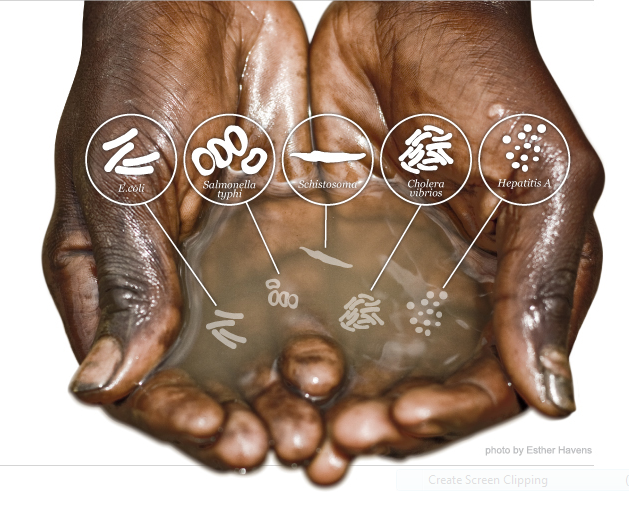 E.coli
Salmonella
typhi
Schistosoma
Cholera
vibrios
Hepatitis A
photo by Esther Havens
Create Screen Clipping